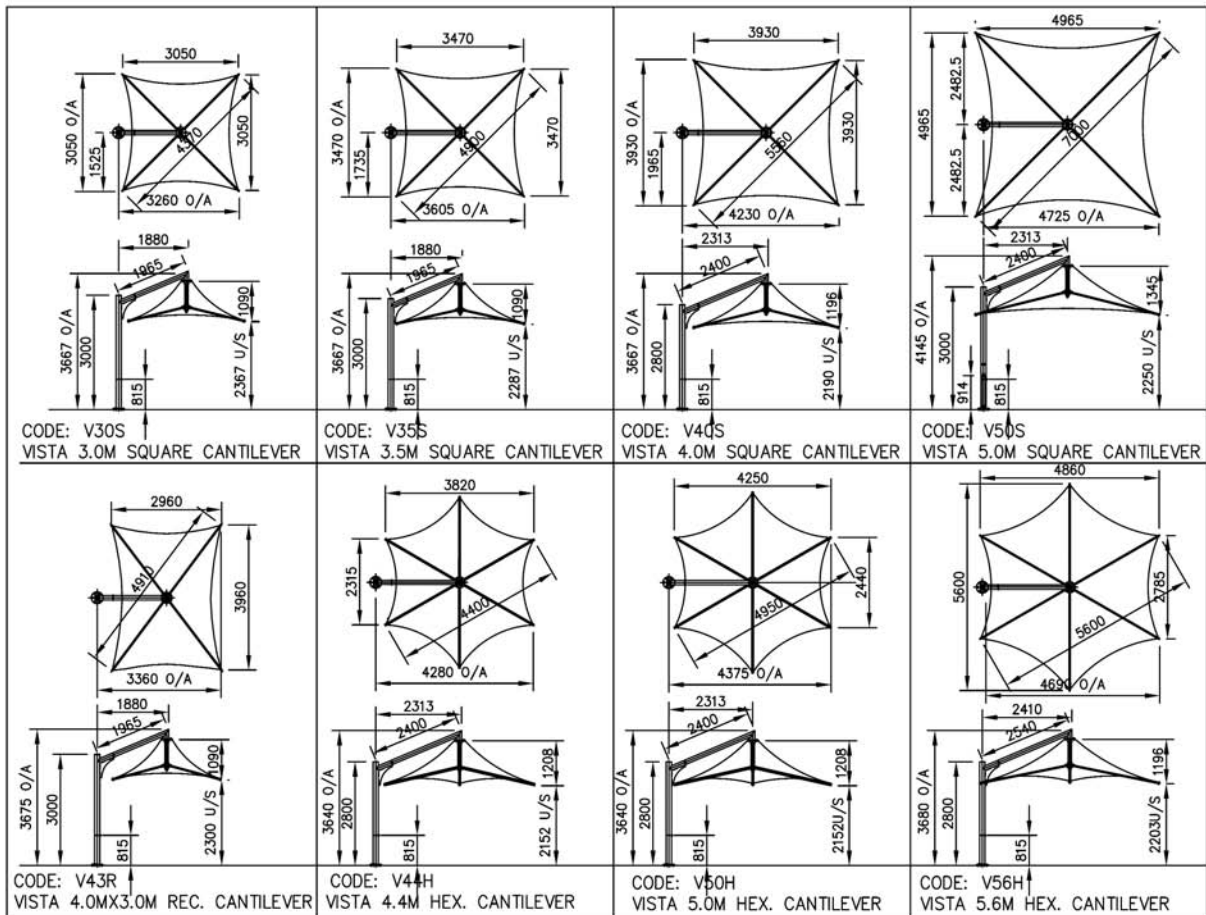 3050
3050 O/A
1525
4370
3050
3260 O/A
1880
1965
3667 O/A
3000
1090
2367 U/S
815
CODE: V30S
VISTA 3.0M SQUARE CANTILEVER
3470
3470 O/A
1735
4900
3470
3605 O/A
1880
1965
3667 O/A
3000
1090
2287 U/S
815
CODE: V35S
VISTA 3.5M SQUARE CANTILEVER
3930
3930 O/A
1965
5560
3930
4230 O/A
2313
2400
3667 O/A
2800
1196
2190 U/S
815
CODE: V40S
VISTA 4.0M SQUARE CANTILEVER
4965
4965
2482.5
2482.5
7000
4725 O/A
2313
2400
4145 O/A
3000
1345
2250 U/S
914
815
CODE: V50S
VISTA 5.0M SQUARE CANTILEVER
2960
4910
3960
3360 O/A
1880
1965
3675 O/A
3000
1090
2300 U/S
815
CODE: V43R
VISTA 4.0MX3.0M REC. CANTILEVER
3820
2315
4400
4280 O/A
2313
2400
3640 O/A
2800
1208
2152 U/S
815
CODE: V44H
VISTA 4.4M HEX. CANTILEVER
4250
2440
4950
4375 O/A
2313
2400
3640 O/A
2800
1208
2152U/S
815
CODE: V50H
VISTA 5.0M HEX. CANTILEVER
4860
5600
2785
5600
4690 O/A
2410
2540
3680 O/A
2800
1196
2203U/S
815
CODE: V56H
VISTA 5.6M HEX. CANTILEVER